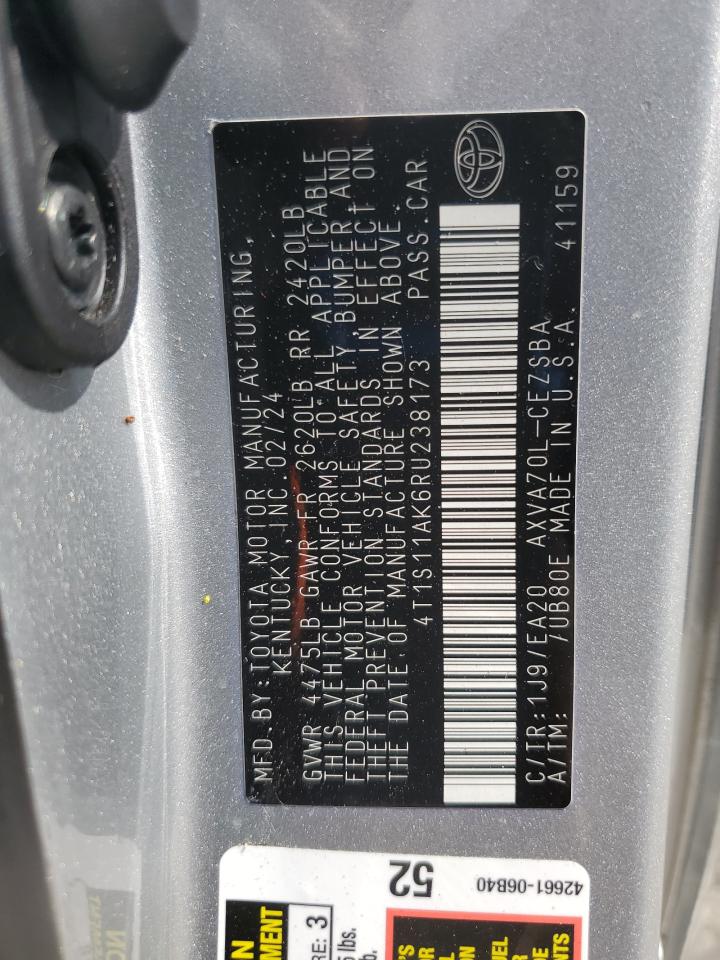 MFD. BY: TOYOTA MOTOR MANUFACTURING,
KENTUCKY, INC 02/24
GVWR 4475LB GAWR FR 2620LB RR 2420LB
THIS VEHICLE CONFORMS TO ALL APPLICABLE
FEDERAL MOTOR VEHICLE SAFETY, BUMPER AND
THEFT PREVENTION STANDARDS IN EFFECT ON
THE DATE OF MANUFACTURE SHOWN ABOVE.
4T1S11AK6RU238173 PASS.CAR
C/TR: 1J9/EA20 AXVA70L-CEZSBA
A/TM: /UB80E MADE IN U.S.A. 41159
52
42661-06B40